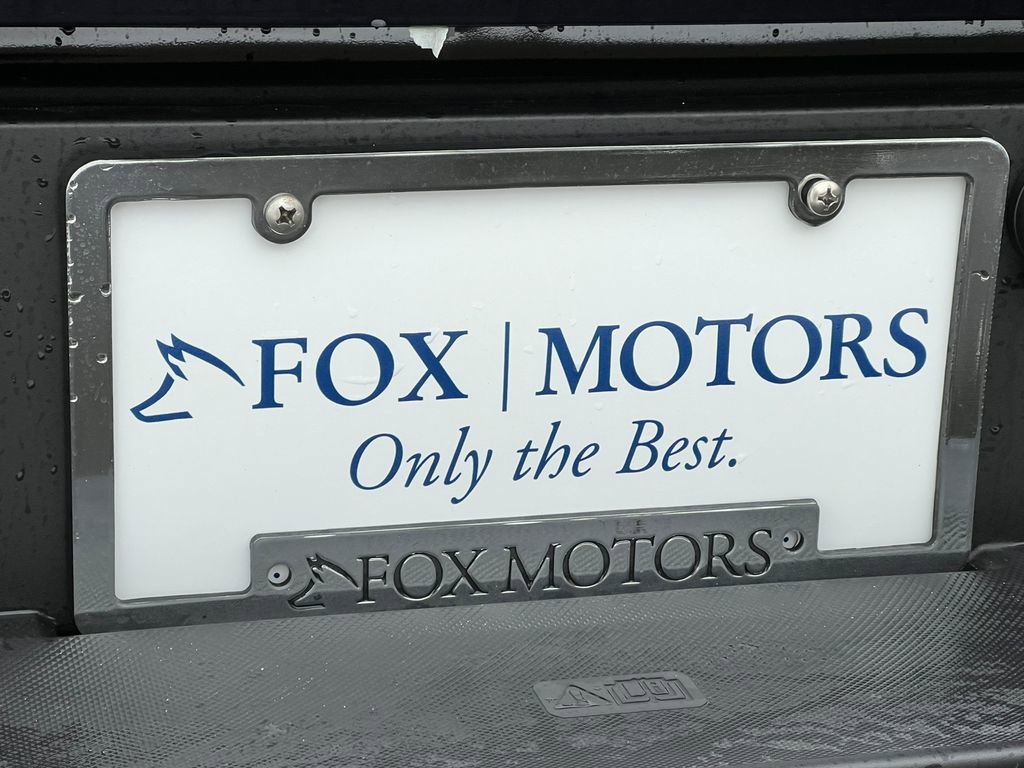 FOX | MOTORS
Only the Best.
FOX MOTORS